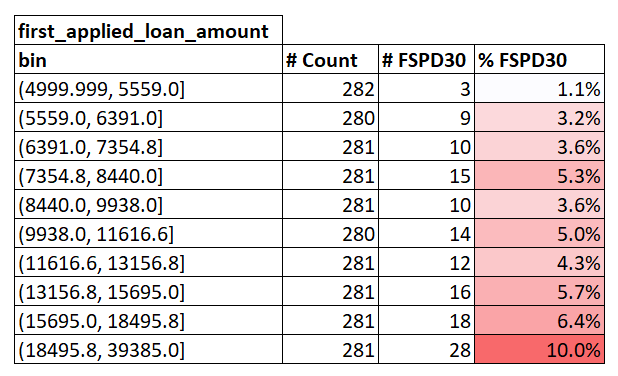 first_applied_loan_amount
bin # Count # FSPD30 % FSPD30
(4999.999, 5559.0] 282 3 1.1%
(5559.0, 6391.0] 280 9 3.2%
(6391.0, 7354.8] 281 10 3.6%
(7354.8, 8440.0] 281 15 5.3%
(8440.0, 9938.0] 281 10 3.6%
(9938.0, 11616.6] 280 14 5.0%
(11616.6, 13156.8] 281 12 4.3%
(13156.8, 15695.0] 281 16 5.7%
(15695.0, 18495.8] 281 18 6.4%
(18495.8, 39385.0] 281 28 10.0%